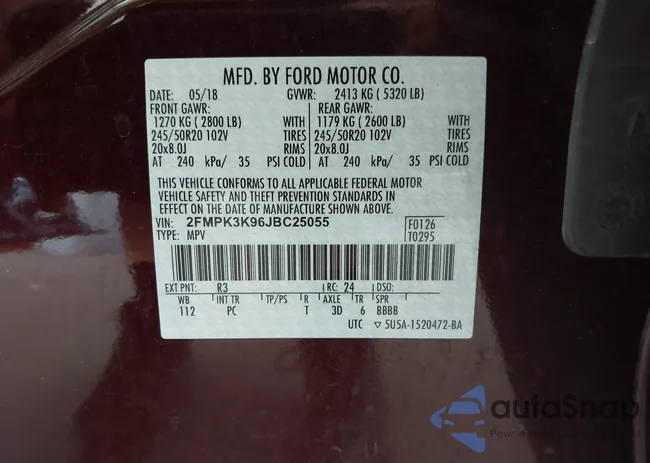 MFD. BY FORD MOTOR CO.
DATE: 05/18 GVWR: 2413 KG ( 5320 LB)
FRONT GAWR: REAR GAWR:
1270 KG ( 2800 LB) WITH 1179 KG ( 2600 LB) WITH
245/50R20 102V TIRES 245/50R20 102V TIRES
20x8.0J RIMS 20x8.0J RIMS
AT 240 kPa/ 35 PSI COLD AT 240 kPa/ 35 PSI COLD
THIS VEHICLE CONFORMS TO ALL APPLICABLE FEDERAL MOTOR
VEHICLE SAFETY AND THEFT PREVENTION STANDARDS IN
EFFECT ON THE DATE OF MANUFACTURE SHOWN ABOVE.
VIN: 2FMPK3K96JBC25055 F0126
TYPE: MPV T0295
EXT PNT: R3 RC: 24 DSO:
WB INT TR TP/PS R AXLE TR SPR
112 PC T 3D 6 BBBB
UTC ▽ 5U5A-1520472-BA
autoSnap